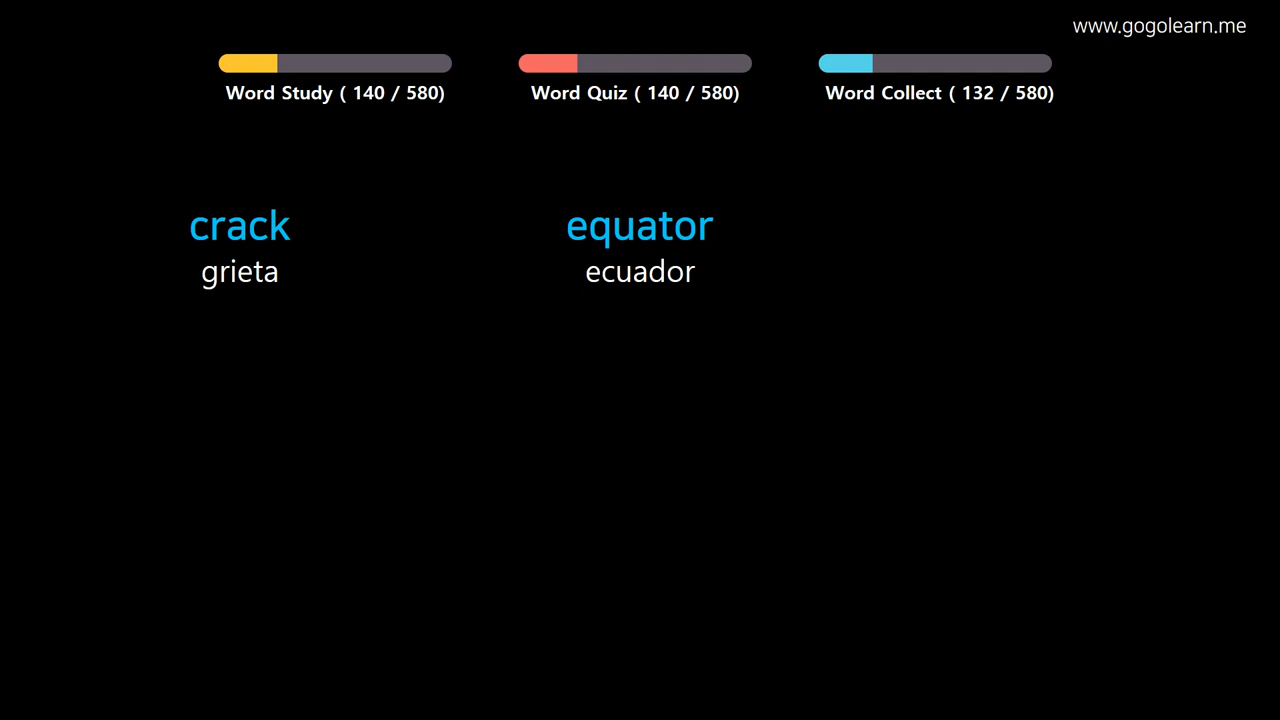 www.gogolearn.me
Word Study ( 140 / 580)
Word Quiz ( 140 / 580)
Word Collect ( 132 / 580)
crack
grieta
equator
ecuador